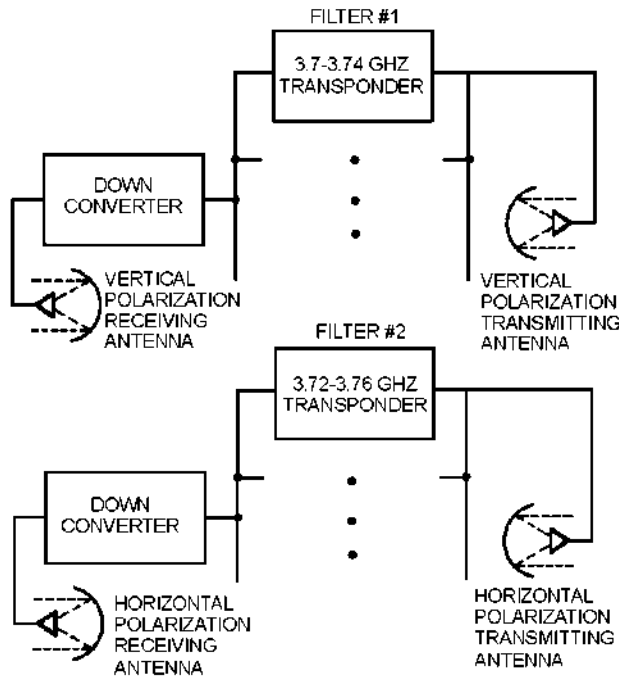 FILTER #1
3.7-3.74 GHZ
TRANSPONDER
DOWN
CONVERTER
VERTICAL
POLARIZATION
RECEIVING
ANTENNA
VERTICAL
POLARIZATION
TRANSMITTING
ANTENNA
FILTER #2
3.72-3.76 GHZ
TRANSPONDER
DOWN
CONVERTER
HORIZONTAL
POLARIZATION
RECEIVING
ANTENNA
HORIZONTAL
POLARIZATION
TRANSMITTING
ANTENNA